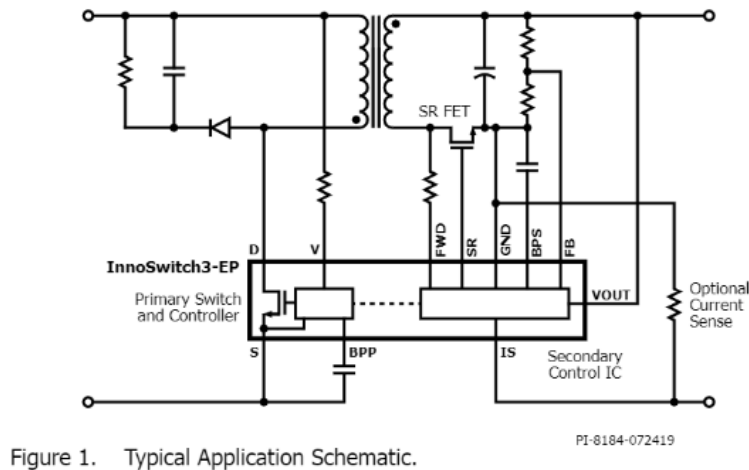 SR FET
D
V
FWD
SR
GND
BPS
FB
InnoSwitch3-EP
Primary Switch
and Controller
VOUT
Optional
Current
Sense
S
BPP
IS
Secondary
Control IC
PI-8184-072419
Figure 1. Typical Application Schematic.